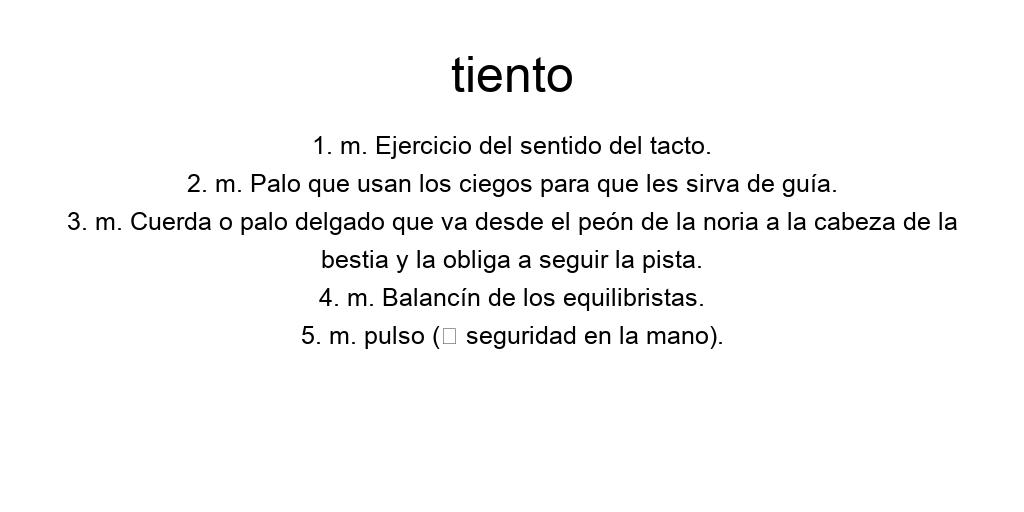 tiento
1. m. Ejercicio del sentido del tacto.
2. m. Palo que usan los ciegos para que les sirva de guía.
3. m. Cuerda o palo delgado que va desde el peón de la noria a la cabeza de la
bestia y la obliga a seguir la pista.
4. m. Balancín de los equilibristas.
5. m. pulso (□ seguridad en la mano).